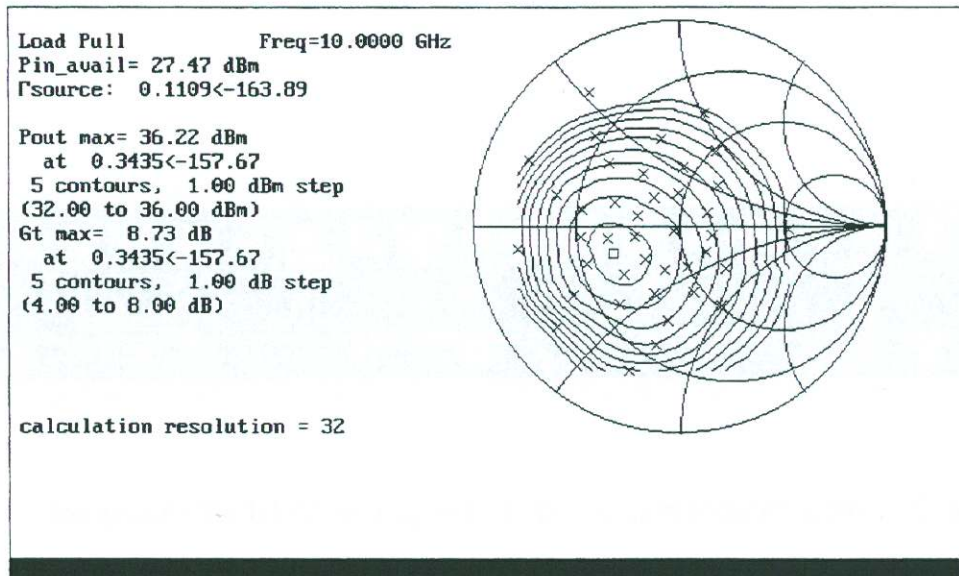 Load Pull Freq=10.0000 GHz
Pin_avail= 27.47 dBm
Γsource: 0.1109<-163.89
Pout max= 36.22 dBm
at 0.3435<-157.67
5 contours, 1.00 dBm step
(32.00 to 36.00 dBm)
Gt max= 8.73 dB
at 0.3435<-157.67
5 contours, 1.00 dB step
(4.00 to 8.00 dB)
calculation resolution = 32